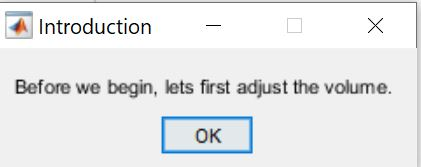 Introduction
Before we begin, lets first adjust the volume.
OK